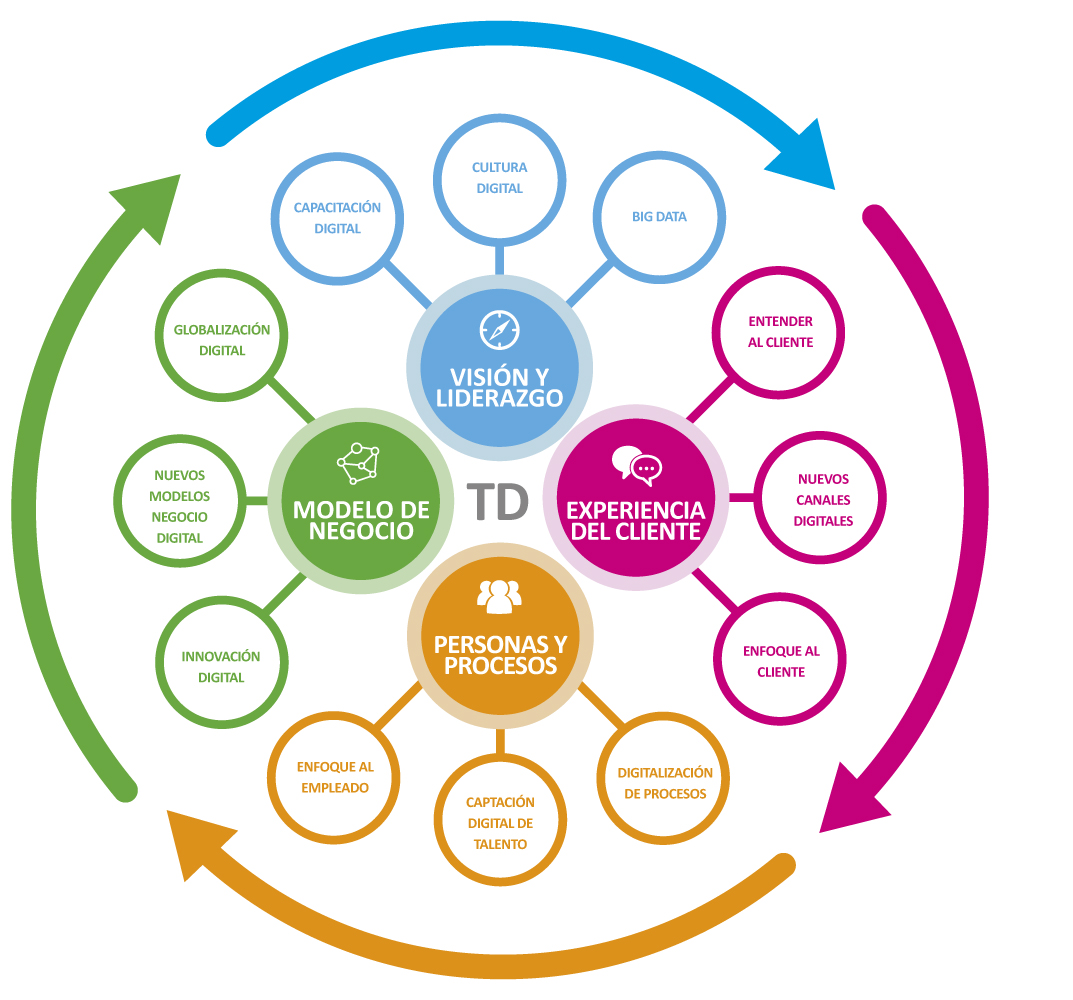 CULTURA
DIGITAL
CAPACITACIÓN
DIGITAL
BIG DATA
VISIÓN Y
LIDERAZGO
ENTENDER
AL CLIENTE
NUEVOS
CANALES
DIGITALES
ENFOQUE AL
CLIENTE
EXPERIENCIA
DEL CLIENTE
TD
GLOBALIZACIÓN
DIGITAL
NUEVOS
MODELOS
NEGOCIO
DIGITAL
INNOVACIÓN
DIGITAL
MODELO DE
NEGOCIO
PERSONAS Y
PROCESOS
ENFOQUE AL
EMPLEADO
CAPTACIÓN
DIGITAL DE
TALENTO
DIGITALIZACIÓN
DE PROCESOS